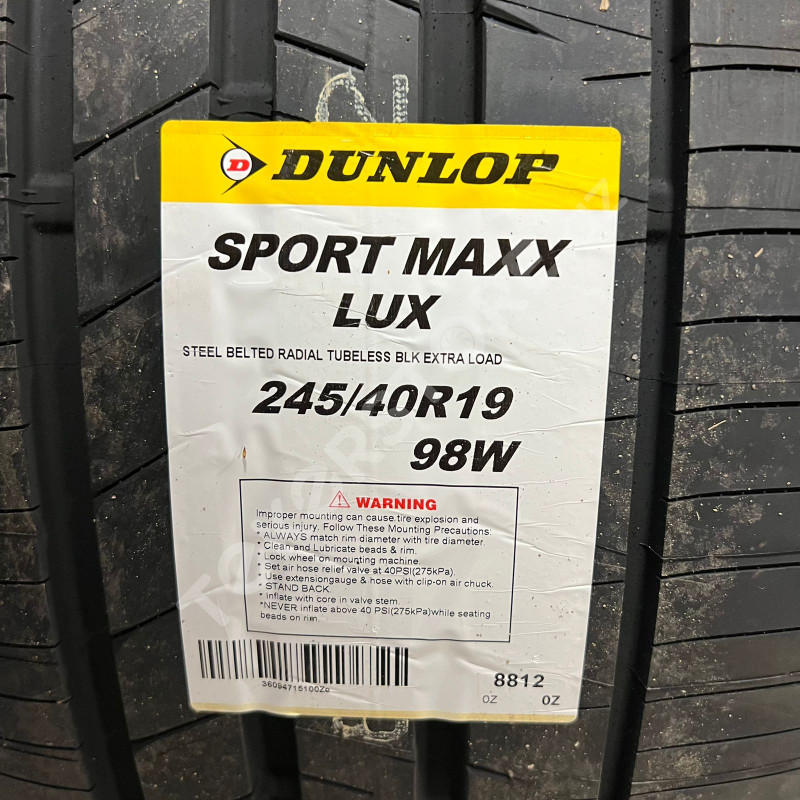 D DUNLOP
SPORT MAXX
LUX
STEEL BELTED RADIAL TUBELESS BLK EXTRA LOAD
245/40R19
98W
WARNING
Improper mounting can cause tire explosion and
serious injury. Follow These Mounting Precautions:
* ALWAYS match rim diameter with tire diameter.
* Clean and Lubricate beads & rim.
* Lock wheel on mounting machine.
* Set air hose relief valve at 40PSI(275kPa).
* Use extensiongauge & hose with clip-on air chuck.
* STAND BACK.
* Inflate with core in valve stem.
*NEVER inflate above 40 PSI(275kPa)while seating
beads on rim.
36094715100Zo
8812
OZ OZ